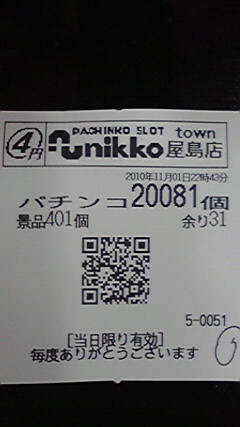 4円 PACHINKO SLOT town
nikko 屋島店
2010年11月01日22時43分
パチンコ20081個
景品401個 余り31
5-0051
[当日限り有効]
毎度ありがとうございます